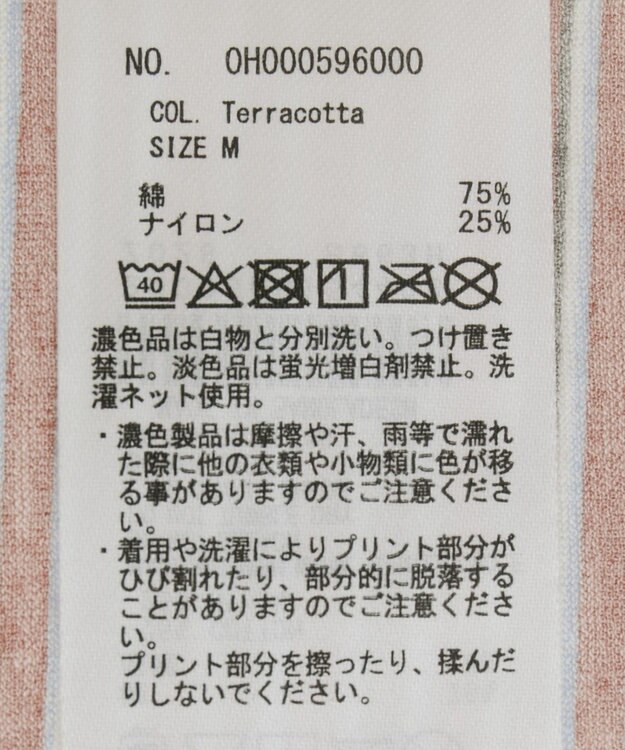 NO. 0H000596000
COL. Terracotta
SIZE M
綿 75%
ナイロン 25%
40
濃色品は白物と分別洗い。つけ置き
禁止。淡色品は蛍光増白剤禁止。洗
濯ネット使用。
・濃色製品は摩擦や汗、雨等で濡れ
た際に他の衣類や小物類に色が移
る事がありますのでご注意くださ
い。
・着用や洗濯によりプリント部分が
ひび割れたり、部分的に脱落する
ことがありますのでご注意くださ
い。
プリント部分を擦ったり、揉んだ
りしないでください。